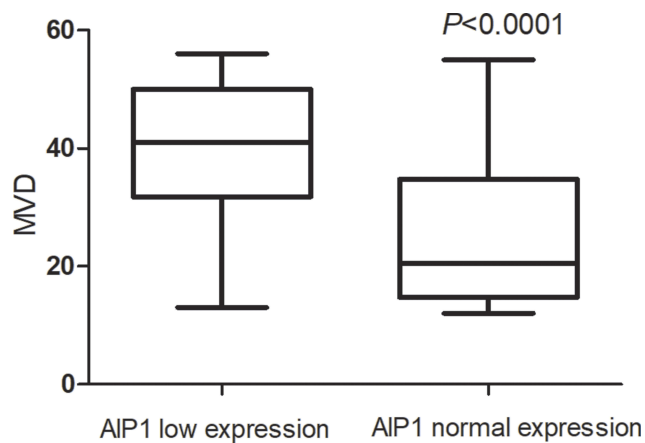 P<0.0001
60
40
20
0
MVD
AIP1 low expression
AIP1 normal expression